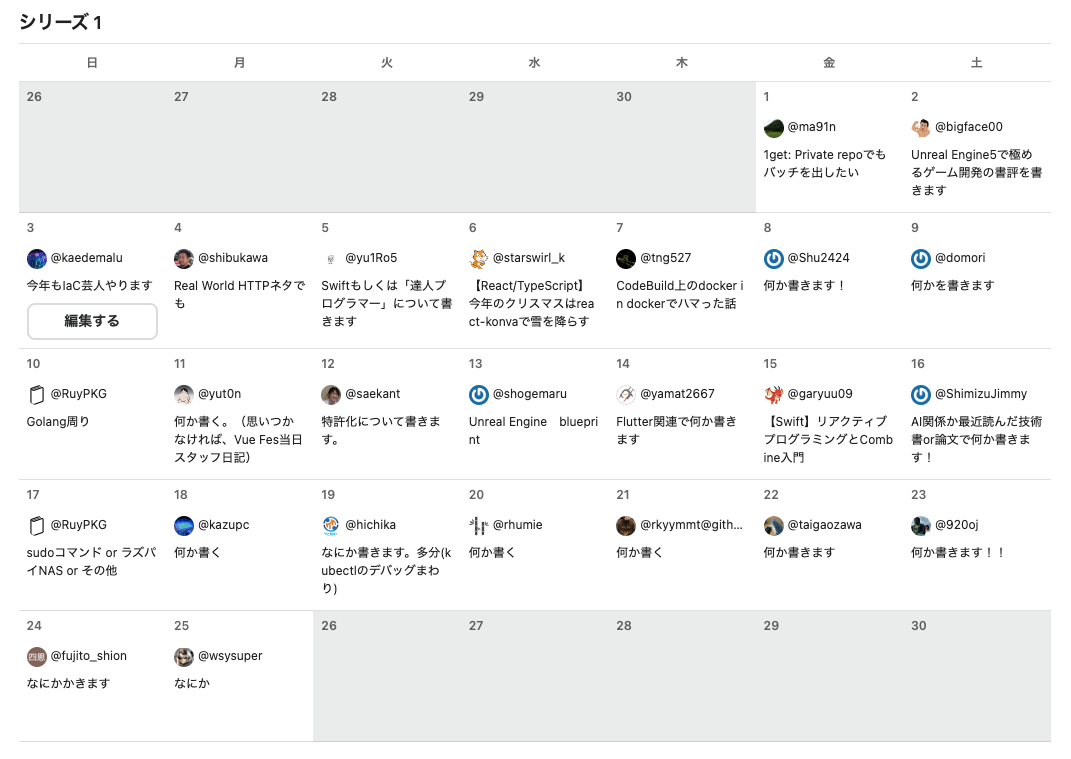 シリーズ 1
日 月 火 水 木 金 土
26 27 28 29 30 1 2
@ma91n
1get: Private repoでも
バッチを出したい
@bigface00
Unreal Engine5で極め
るゲーム開発の書評を書
きます
3 4 5 6 7 8 9
@kaedemalu
今年もIaC芸人やります
編集する
@shibukawa
Real World HTTPネタで
も
@yu1Ro5
Swiftもしくは「達人プ
ログラマー」について書
きます
@starswirl_k
【React/TypeScript】
今年のクリスマスはrea
ct-konvaで雪を降らす
@tng527
CodeBuild上のdocker i
n dockerでハマった話
@Shu2424
何か書きます！
@domori
何かを書きます
10 11 12 13 14 15 16
@RuyPKG
Golang周り
@yut0n
何か書く。（思いつか
なければ、Vue Fes当日
スタッフ日記）
@saekant
特許化について書きま
す。
@shogemaru
Unreal Engine　bluepri
nt
@yamat2667
Flutter関連で何か書き
ます
@garyuu09
【Swift】リアクティブ
プログラミングとComb
ine入門
@ShimizuJimmy
AI関係か最近読んだ技術
書or論文で何か書きま
す！
17 18 19 20 21 22 23
@RuyPKG
sudoコマンド or ラズパ
イNAS or その他
@kazupc
何か書く
@hichika
なにか書きます。多分(k
ubectlのデバッグまわ
り)
@rhumie
何か書く
@rkyymmt@gith...
何か書く
@taigaozawa
何か書きます
@920oj
何か書きます！！
24 25 26 27 28 29 30
四恩
@fujito_shion
なにかかきます
@wsysuper
なにか